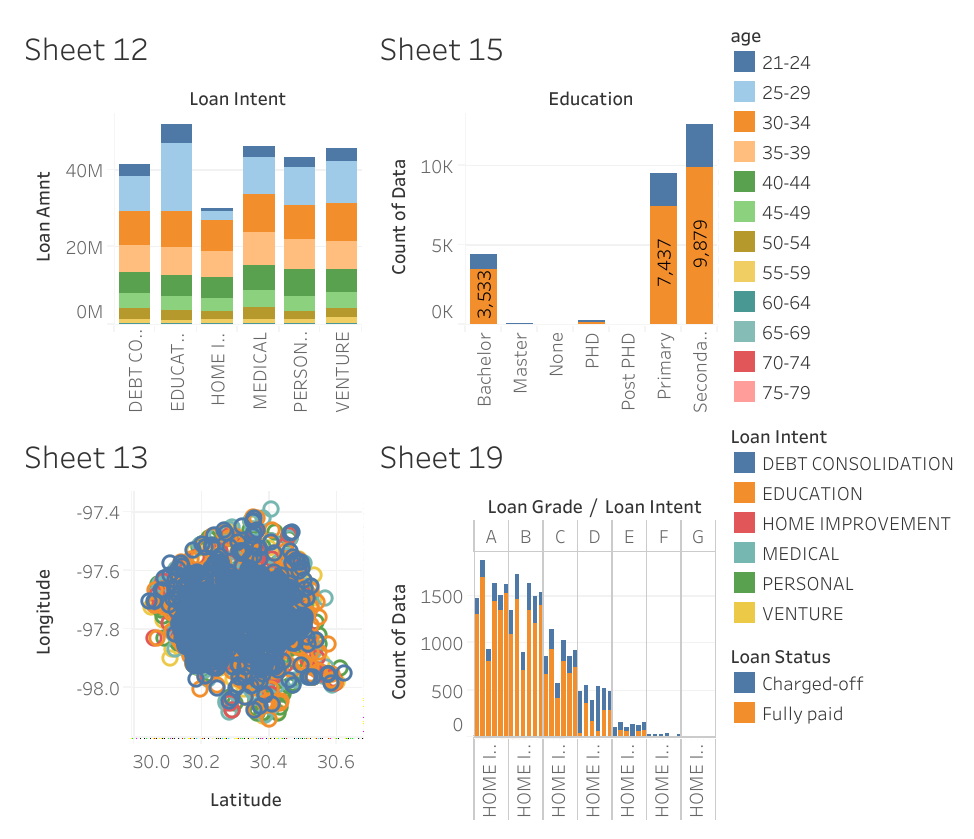 Sheet 12
Loan Intent
Loan Amnt
40M
20M
0M
DEBT CO..
EDUCAT..
HOME I..
MEDICAL
PERSON..
VENTURE
Sheet 15
Education
Count of Data
10K
5K
0K
3,533
7,437
9,879
Bachelor
Master
None
PHD
Post PHD
Primary
Seconda..
age
21-24
25-29
30-34
35-39
40-44
45-49
50-54
55-59
60-64
65-69
70-74
75-79
Sheet 13
Longitude
-97.4
-97.6
-97.8
-98.0
30.0 30.2 30.4 30.6
Latitude
Sheet 19
Loan Grade / Loan Intent
A B C D E F G
Count of Data
1500
1000
500
0
HOME I..
HOME I..
HOME I..
HOME I..
HOME I..
HOME I..
HOME I..
Loan Intent
DEBT CONSOLIDATION
EDUCATION
HOME IMPROVEMENT
MEDICAL
PERSONAL
VENTURE
Loan Status
Charged-off
Fully paid